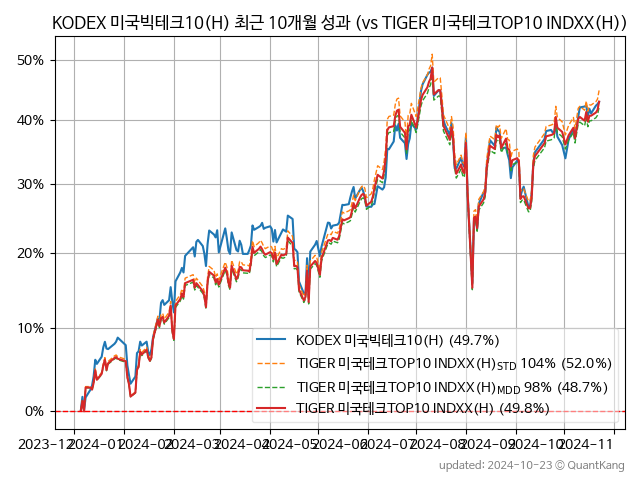 KODEX 미국빅테크10(H) 최근 10개월 성과 (vs TIGER 미국테크TOP10 INDXX(H))
50%
40%
30%
20%
10%
0%
KODEX 미국빅테크10(H) (49.7%)
TIGER 미국테크TOP10 INDXX(H)STD 104% (52.0%)
TIGER 미국테크TOP10 INDXX(H)MDD 98% (48.7%)
TIGER 미국테크TOP10 INDXX(H) (49.8%)
2023-12 2024-01 2024-02 2024-03 2024-04 2024-05 2024-06 2024-07 2024-08 2024-09 2024-10 2024-11
updated: 2024-10-23 © QuantKang